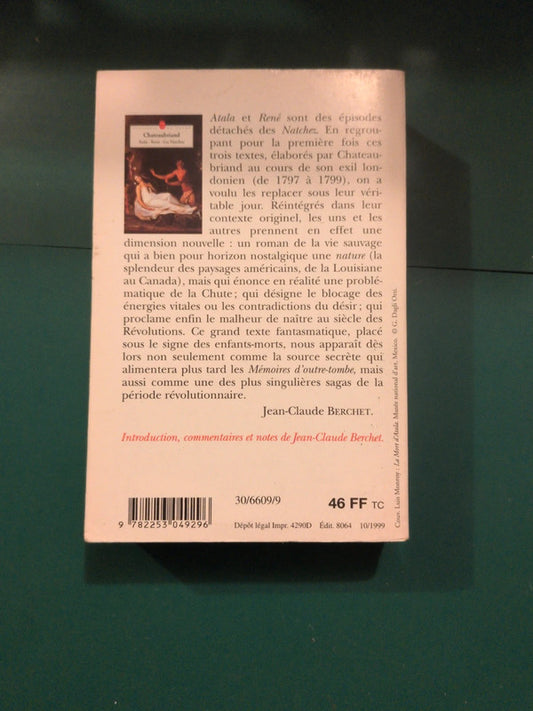 Chateaubriand
Atala · René · Les Natchez
Atala et René sont des épisodes
détachés des Natchez. En regrou-
pant pour la première fois ces
trois textes, élaborés par Chateau-
briand au cours de son exil lon-
donien (de 1797 à 1799), on a
voulu les replacer sous leur véri-
table jour. Réintégrés dans leur
contexte originel, les uns et les
autres prennent en effet une
dimension nouvelle : un roman de la vie sauvage
qui a bien pour horizon nostalgique une nature (la
splendeur des paysages américains, de la Louisiane
au Canada), mais qui énonce en réalité une problé-
matique de la Chute ; qui désigne le blocage des
énergies vitales ou les contradictions du désir ; qui
proclame enfin le malheur de naître au siècle des
Révolutions. Ce grand texte fantasmatique, placé
sous le signe des enfants-morts, nous apparaît dès
lors non seulement comme la source secrète qui
alimentera plus tard les Mémoires d'outre-tombe, mais
aussi comme une des plus singulières sagas de la
période révolutionnaire.
Jean-Claude BERCHET.
Introduction, commentaires et notes de Jean-Claude Berchet.
30/6609/9
46 FF TC
9 782253 049296
Dépôt légal Impr. 4290D Édit. 8064 10/1999
Couv. Luis Monroy : La Mort d'Atala. Musée national d'art, Mexico. © G. Dagli Orti.